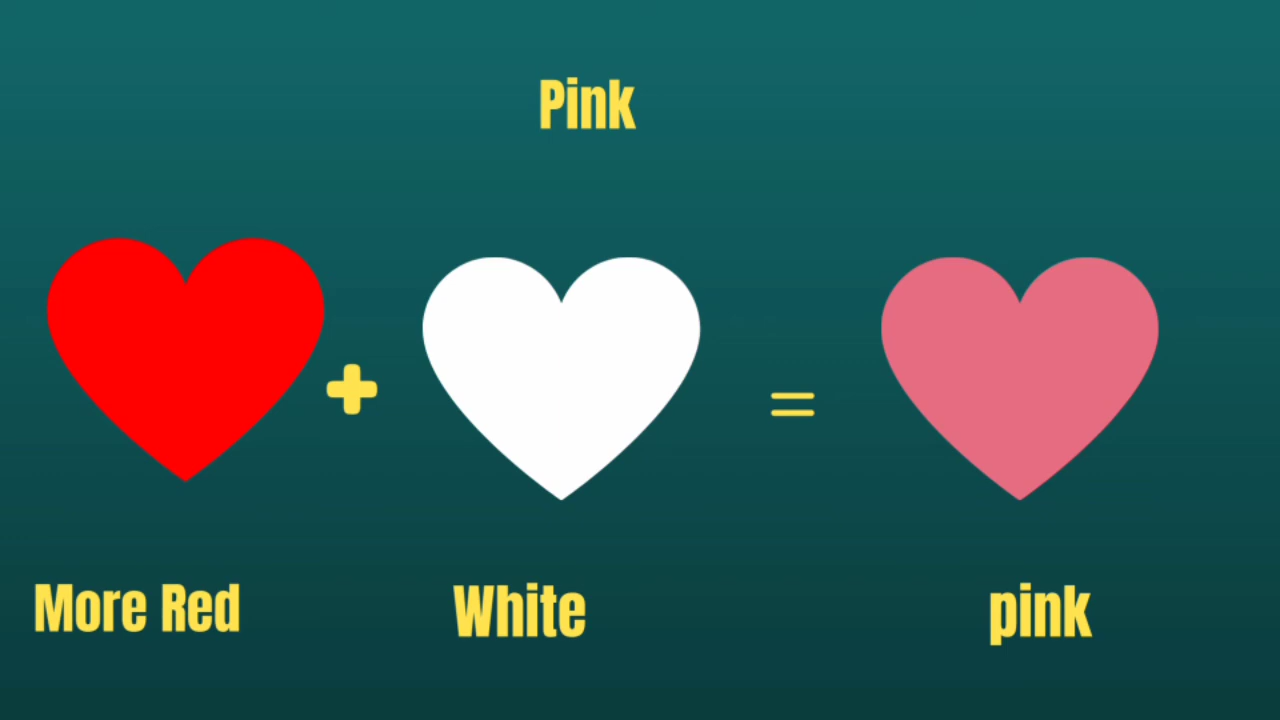 Pink
+
=
More Red
White
pink